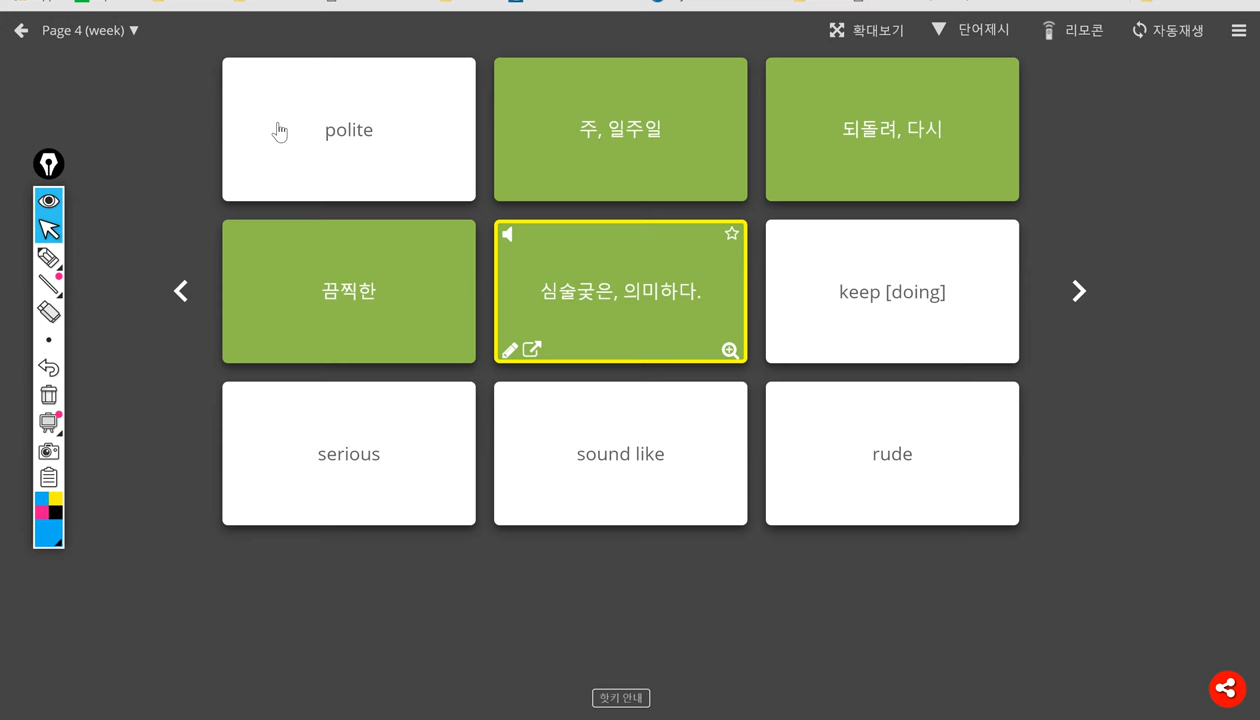 Page 4 (week) ▼
확대보기
단어제시
리모콘
자동재생
polite
주, 일주일
되돌려, 다시
끔찍한
심술궂은, 의미하다.
keep [doing]
serious
sound like
rude
핫키 안내